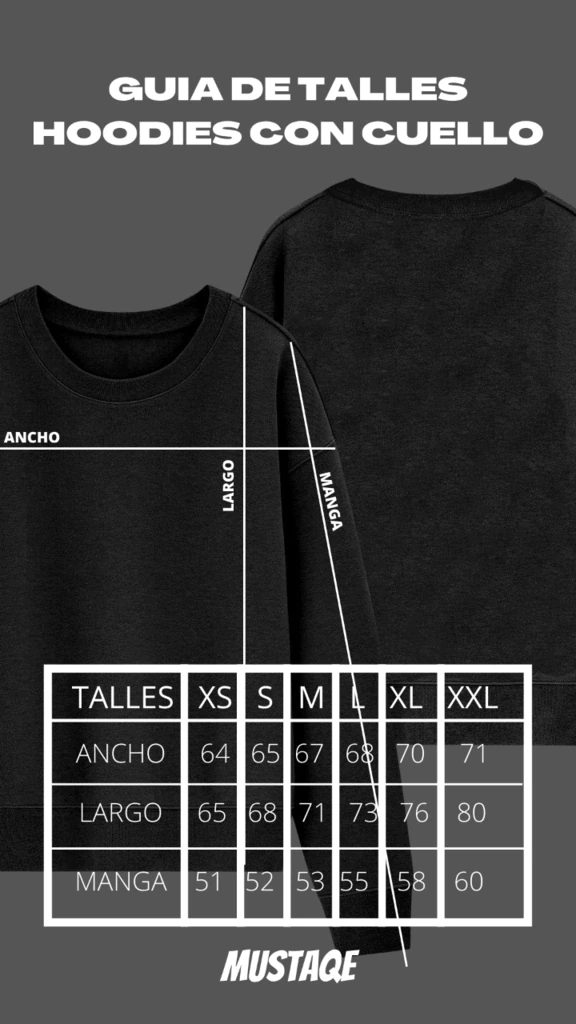 GUIA DE TALLES
HOODIES CON CUELLO
ANCHO
LARGO
MANGA
TALLES XS S M L XL XXL
ANCHO 64 65 67 68 70 71
LARGO 65 68 71 73 76 80
MANGA 51 52 53 55 58 60
MUSTAQE